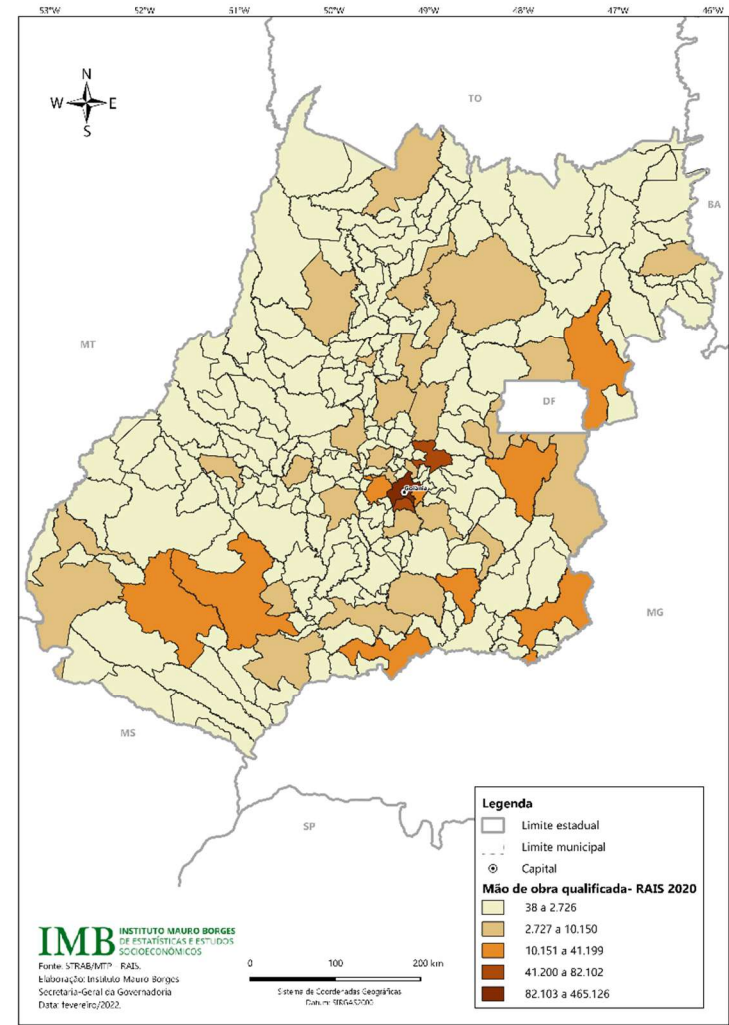 53°W 52°W 51°W 50°W 49°W 48°W 47°W 46°W
N
W E
S
TO
BA
MT
DF
Goiânia
MG
MS
SP
Legenda
Limite estadual
Limite municipal
Capital
Mão de obra qualificada- RAIS 2020
38 a 2.726
2.727 a 10.150
10.151 a 41.199
41.200 a 82.102
82.103 a 465.126
IMB INSTITUTO MAURO BORGES
DE ESTATÍSTICAS E ESTUDOS
SOCIOECONÔMICOS
Fonte: STRAB/MTP RAIS.
Elaboração: Instituto Mauro Borges
Secretaria-Geral da Governadoria
Data: fevereiro/2022.
0 100 200 km
Sistema de Coordenadas Geográficas
Datum: SIRGAS2000